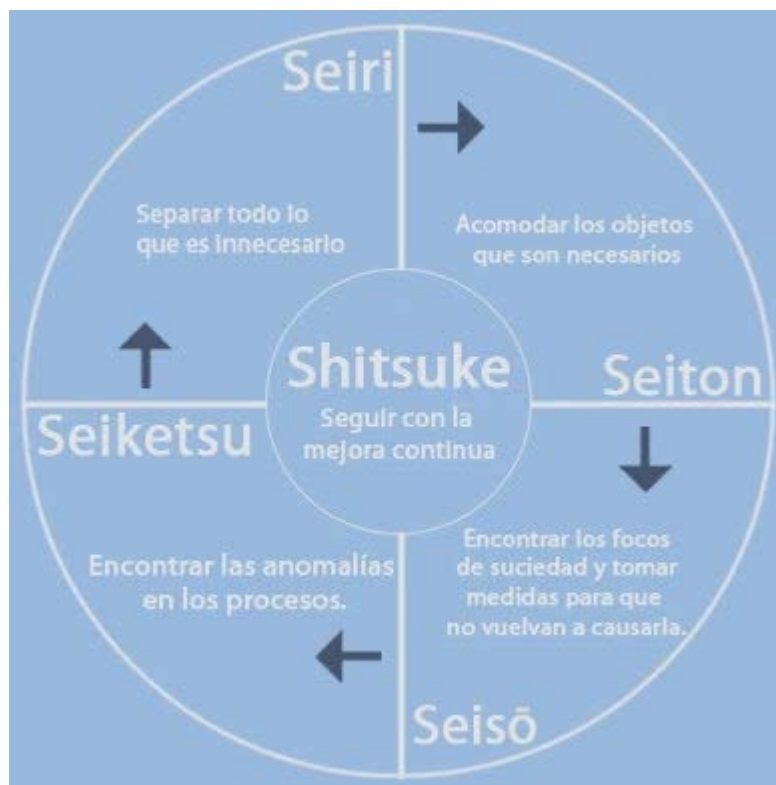 Seiri
Separar todo lo
que es innecesario
Acomodar los objetos
que son necesarios
Seiton
Encontrar los focos
de suciedad y tomar
medidas para que
no vuelvan a causarla.
Seisō
Encontrar las anomalías
en los procesos.
Seiketsu
Shitsuke
Seguir con la
mejora continua